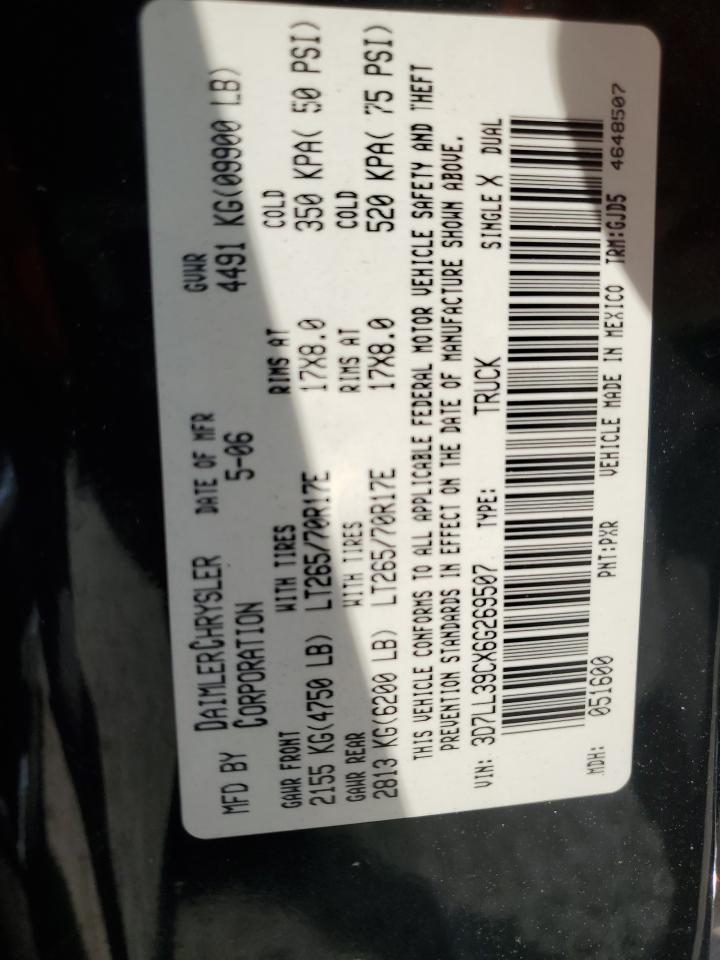 MFD BY DAIMLERCHRYSLER CORPORATION DATE OF MFR 5-06 GVWR 4491 KG(09900 LB)
GAWR FRONT WITH TIRES RIMS AT COLD
2155 KG(4750 LB) LT265/70R17E 17X8.0 350 KPA( 50 PSI)
GAWR REAR WITH TIRES RIMS AT COLD
2813 KG(6200 LB) LT265/70R17E 17X8.0 520 KPA( 75 PSI)
THIS VEHICLE CONFORMS TO ALL APPLICABLE FEDERAL MOTOR VEHICLE SAFETY AND THEFT
PREVENTION STANDARDS IN EFFECT ON THE DATE OF MANUFACTURE SHOWN ABOVE.
VIN: 3D7LL39CX6G269507 TYPE: TRUCK SINGLE X DUAL
MDH: 051600 PNT:PXR VEHICLE MADE IN MEXICO TRM:GJD5 4648507